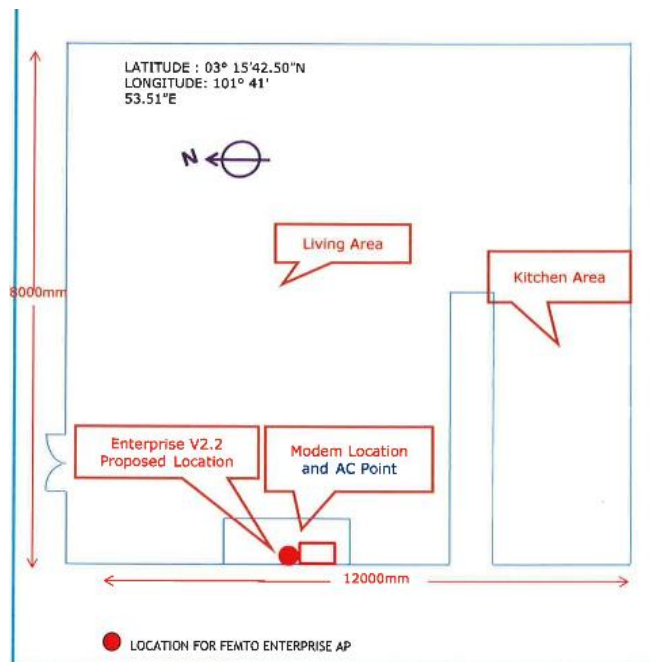 LATITUDE : 03° 15'42.50"N
LONGITUDE: 101° 41'
53.51"E
N
Living Area
Kitchen Area
8000mm
Enterprise V2.2
Proposed Location
Modem Location
and AC Point
12000mm
LOCATION FOR FEMTO ENTERPRISE AP